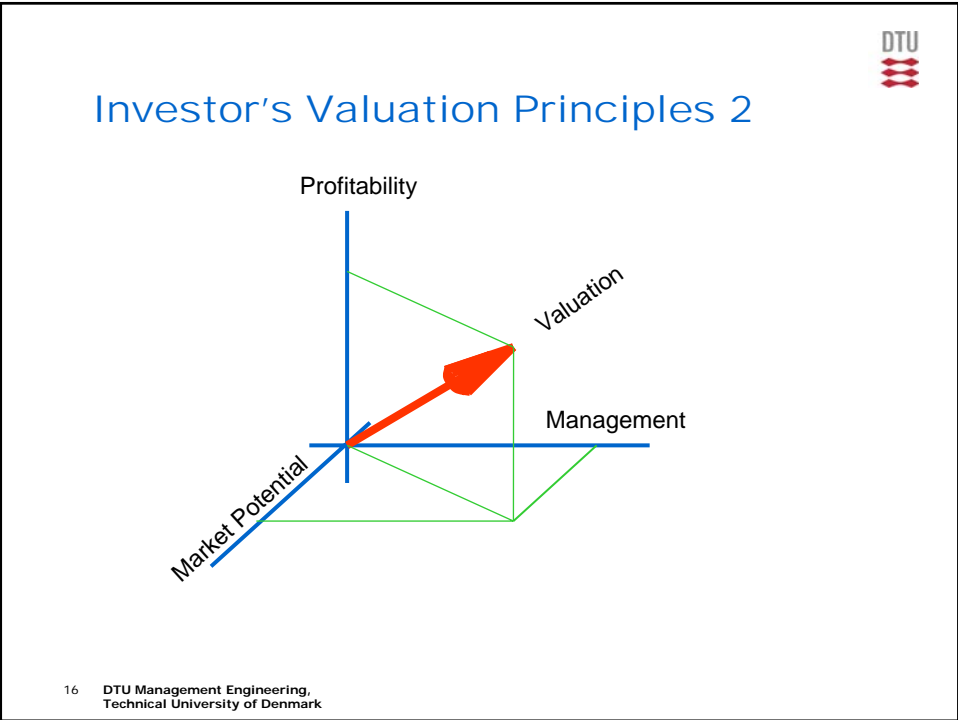 DTU
Investor's Valuation Principles 2
Profitability
Valuation
Management
Market Potential
16 DTU Management Engineering,
Technical University of Denmark